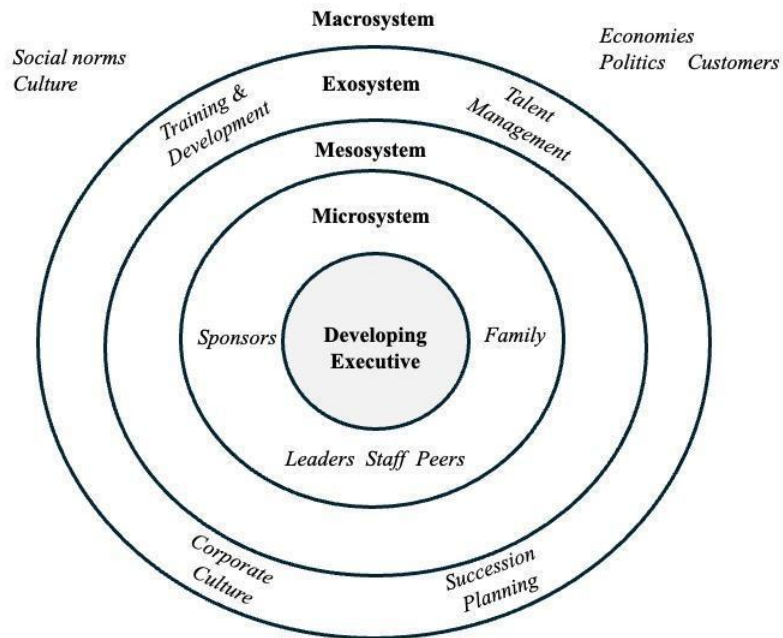 Macrosystem
Social norms
Culture
Economies
Politics Customers
Exosystem
Training &
Development
Talent
Management
Mesosystem
Microsystem
Sponsors
Developing
Executive
Family
Leaders Staff Peers
Corporate
Culture
Succession
Planning